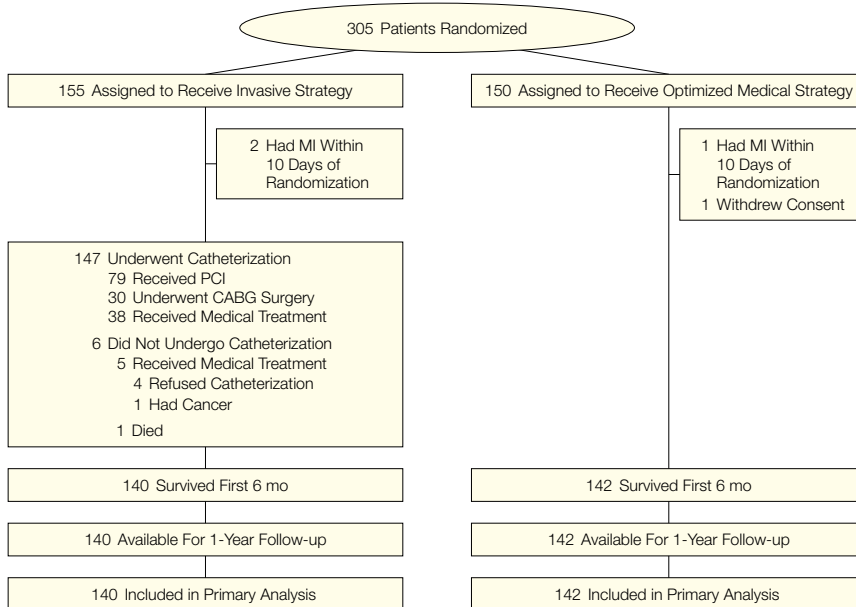 305 Patients Randomized
155 Assigned to Receive Invasive Strategy
150 Assigned to Receive Optimized Medical Strategy
2 Had MI Within
10 Days of
Randomization
1 Had MI Within
10 Days of
Randomization
1 Withdrew Consent
147 Underwent Catheterization
79 Received PCI
30 Underwent CABG Surgery
38 Received Medical Treatment
6 Did Not Undergo Catheterization
5 Received Medical Treatment
4 Refused Catheterization
1 Had Cancer
1 Died
140 Survived First 6 mo
142 Survived First 6 mo
140 Available For 1-Year Follow-up
142 Available For 1-Year Follow-up
140 Included in Primary Analysis
142 Included in Primary Analysis